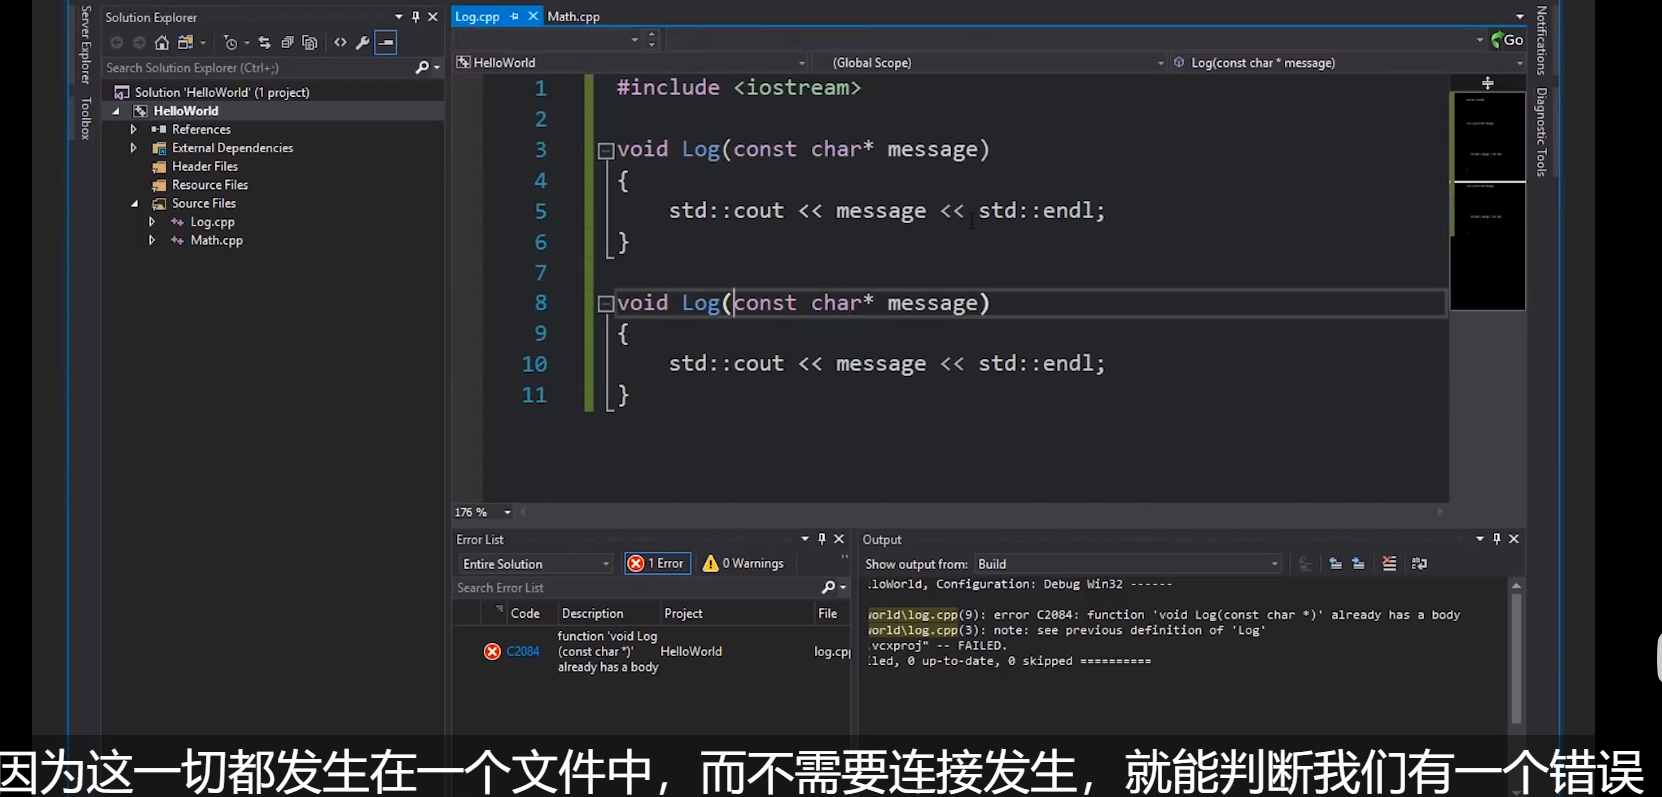 Server Explorer
Toolbox
Solution Explorer
Search Solution Explorer (Ctrl+;)
Solution 'HelloWorld' (1 project)
HelloWorld
References
External Dependencies
Header Files
Resource Files
Source Files
Log.cpp
Math.cpp
Log.cpp
Math.cpp
Go
HelloWorld
(Global Scope)
Log(const char * message)
1 #include <iostream>
2
3 void Log(const char* message)
4 {
5 std::cout << message << std::endl;
6 }
7
8 void Log(const char* message)
9 {
10 std::cout << message << std::endl;
11 }
176 %
Notifications
Diagnostic Tools
Error List
Entire Solution
1 Error
0 Warnings
Search Error List
Code Description Project File
C2084 function 'void Log (const char *)' already has a body HelloWorld log.cpp
Output
Show output from: Build
lloWorld, Configuration: Debug Win32 ------
world\log.cpp(9): error C2084: function 'void Log(const char *)' already has a body
world\log.cpp(3): note: see previous definition of 'Log'
.vcxproj" -- FAILED.
led, 0 up-to-date, 0 skipped ==========
因为这一切都发生在一个文件中，而不需要连接发生，就能判断我们有一个错误